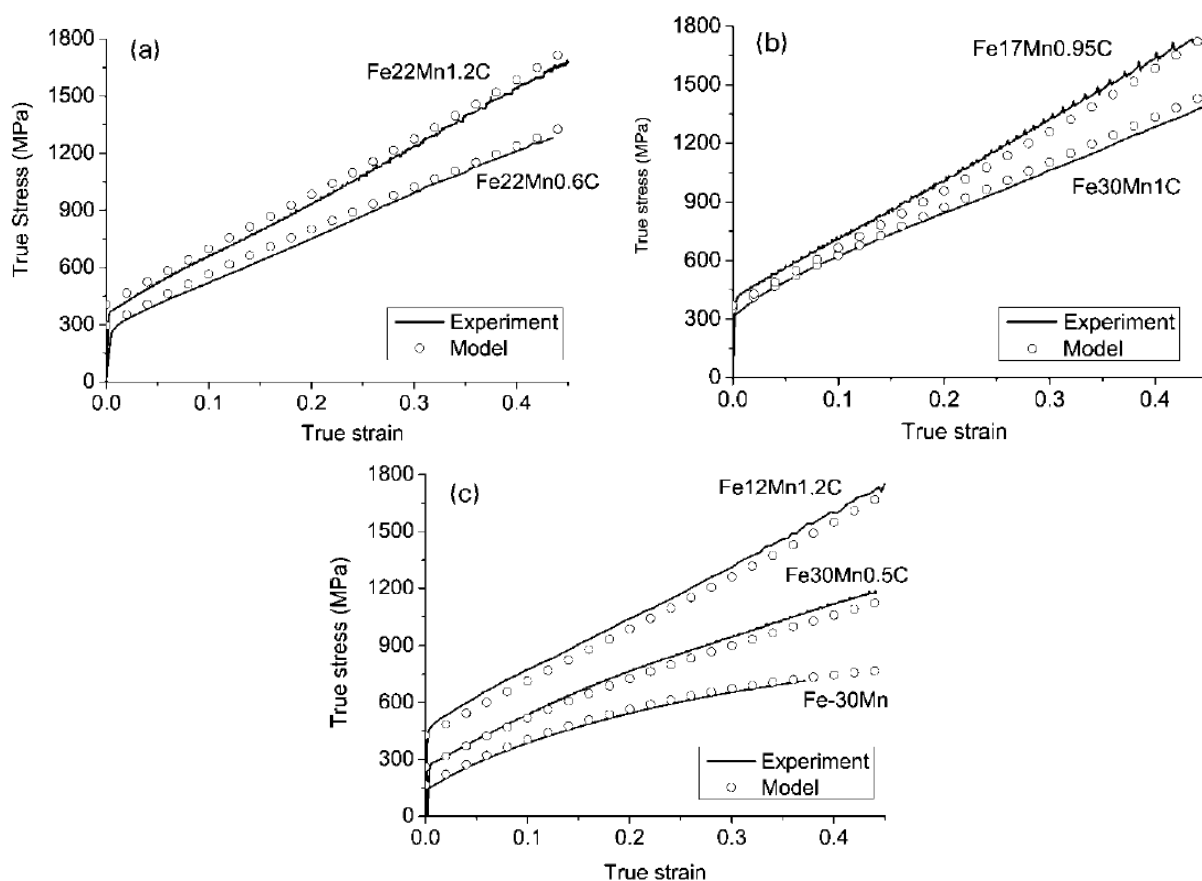 (a)
1800
1500
1200
900
600
300
0
True Stress (MPa)
Fe22Mn1.2C
Fe22Mn0.6C
Experiment
Model
0.0 0.1 0.2 0.3 0.4
True strain
(b)
1800
1500
1200
900
600
300
0
True stress (MPa)
Fe17Mn0.95C
Fe30Mn1C
Experiment
Model
0.0 0.1 0.2 0.3 0.4
True strain
(c)
1800
1500
1200
900
600
300
0
True stress (MPa)
Fe12Mn1.2C
Fe30Mn0.5C
Fe-30Mn
Experiment
Model
0.0 0.1 0.2 0.3 0.4
True strain